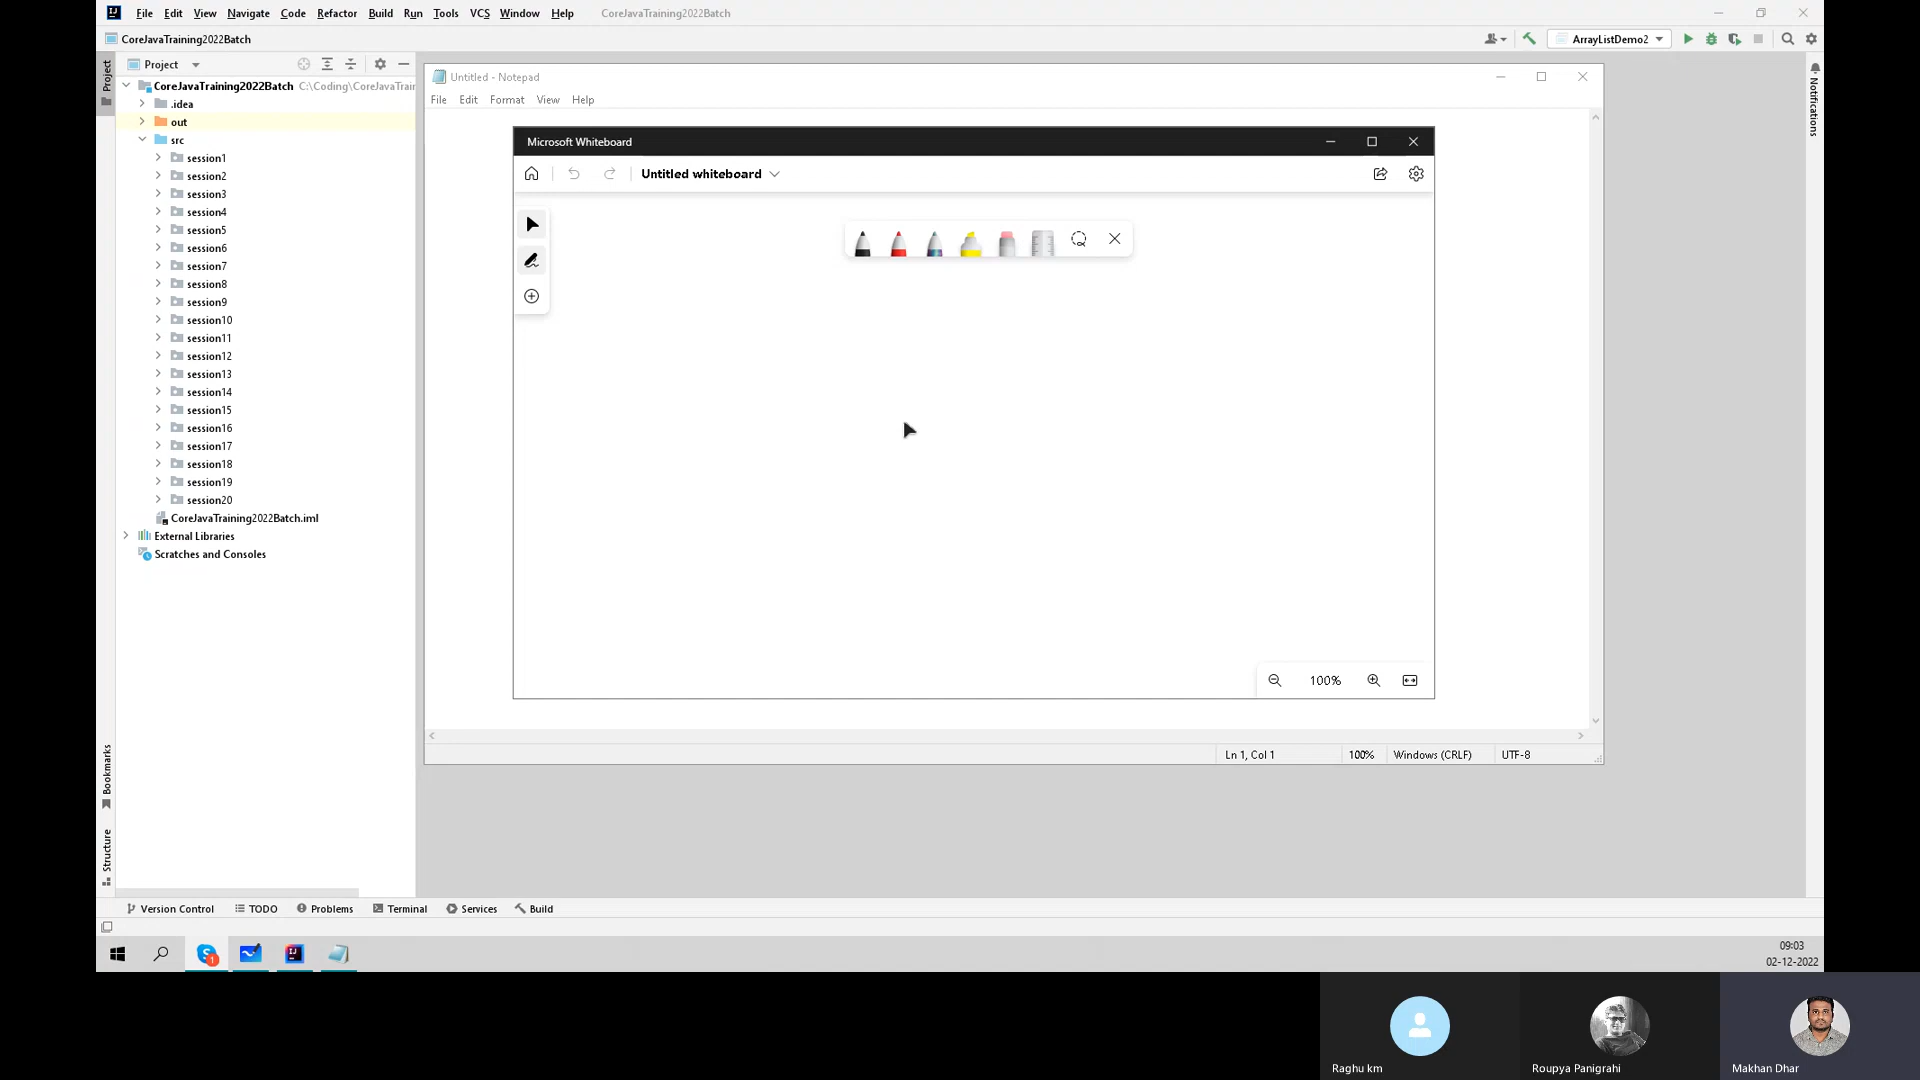 File Edit View Navigate Code Refactor Build Run Tools VCS Window Help CoreJavaTraining2022Batch
CoreJavaTraining2022Batch ArrayListDemo2
Project
Project
CoreJavaTraining2022Batch C:\Coding\CoreJavaTrair
.idea
out
src
session1
session2
session3
session4
session5
session6
session7
session8
session9
session10
session11
session12
session13
session14
session15
session16
session17
session18
session19
session20
CoreJavaTraining2022Batch.iml
External Libraries
Scratches and Consoles
Untitled - Notepad
File Edit Format View Help
Microsoft Whiteboard
Untitled whiteboard
100%
Ln 1, Col 1 100% Windows (CRLF) UTF-8
Notifications
Bookmarks
Structure
Version Control TODO Problems Terminal Services Build
1
09:03
02-12-2022
Raghu km Roupya Panigrahi Makhan Dhar